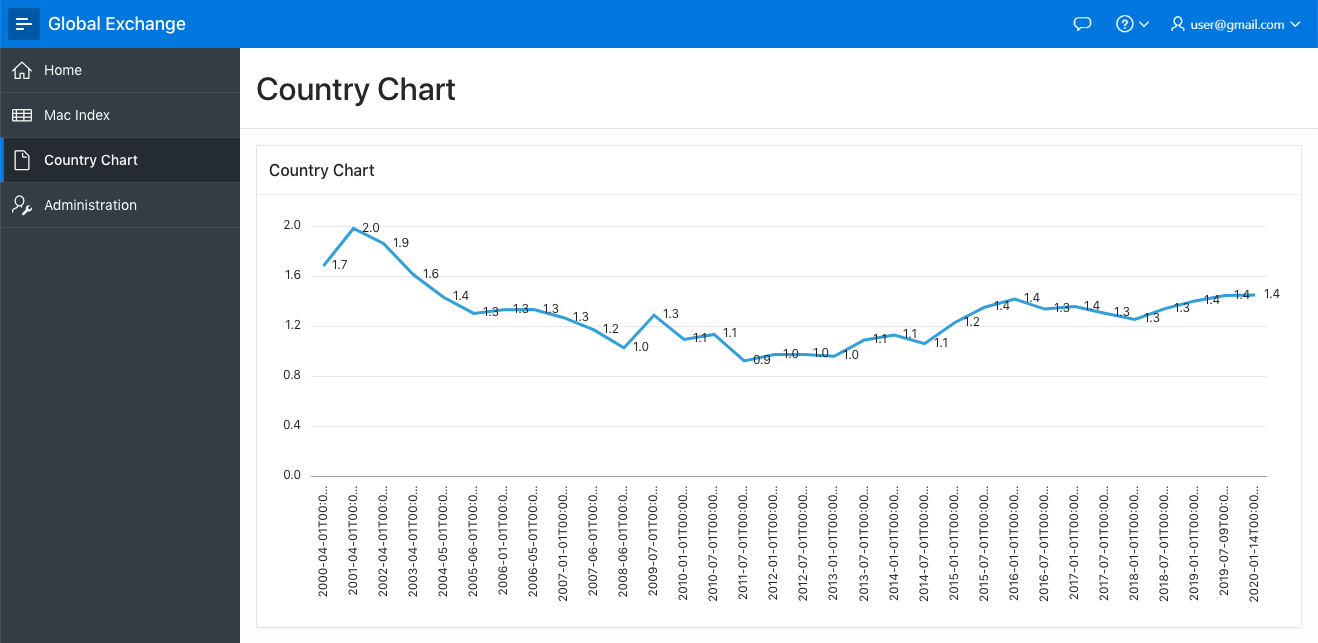 Global Exchange
user@gmail.com
Home
Mac Index
Country Chart
Administration
Country Chart
Country Chart
2.0
1.6
1.2
0.8
0.4
0.0
1.7
2.0
1.9
1.6
1.4
1.3
1.3
1.3
1.3
1.2
1.0
1.3
1.1
1.1
0.9
1.0
1.0
1.0
1.1
1.1
1.1
1.2
1.4
1.4
1.3
1.4
1.3
1.3
1.3
1.4
1.4
1.4
2000-04-01T00:0...
2001-04-01T00:0...
2002-04-01T00:0...
2003-04-01T00:0...
2004-05-01T00:0...
2005-06-01T00:0...
2006-01-01T00:0...
2006-05-01T00:0...
2007-01-01T00:00...
2007-06-01T00:0...
2008-06-01T00:0...
2009-07-01T00:0...
2010-01-01T00:00...
2010-07-01T00:00...
2011-07-01T00:00...
2012-01-01T00:00...
2012-07-01T00:00...
2013-01-01T00:00...
2013-07-01T00:00...
2014-01-01T00:00...
2014-07-01T00:00...
2015-01-01T00:00...
2015-07-01T00:00...
2016-01-01T00:00...
2016-07-01T00:00...
2017-01-01T00:00...
2017-07-01T00:00...
2018-01-01T00:00...
2018-07-01T00:00...
2019-01-01T00:00...
2019-07-09T00:0...
2020-01-14T00:00...